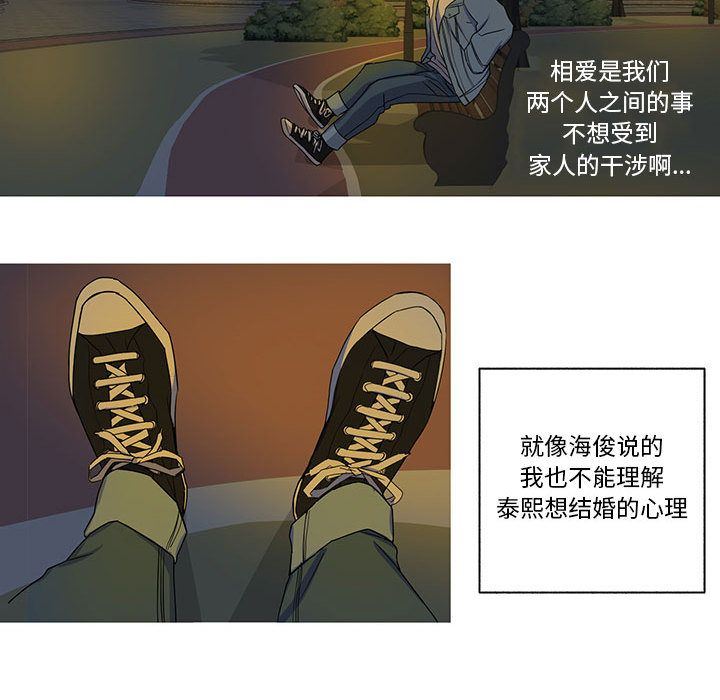 相爱是我们
两个人之间的事
不想受到
家人的干涉啊...
就像海俊说的
我也不能理解
泰熙想结婚的心理